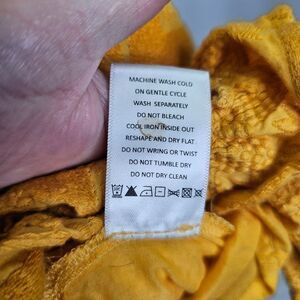 MACHINE WASH COLD
ON GENTLE CYCLE
WASH SEPARATELY
DO NOT BLEACH
COOL IRON INSIDE OUT
RESHAPE AND DRY FLAT
DO NOT WRING OR TWIST
DO NOT TUMBLE DRY
DO NOT DRY CLEAN